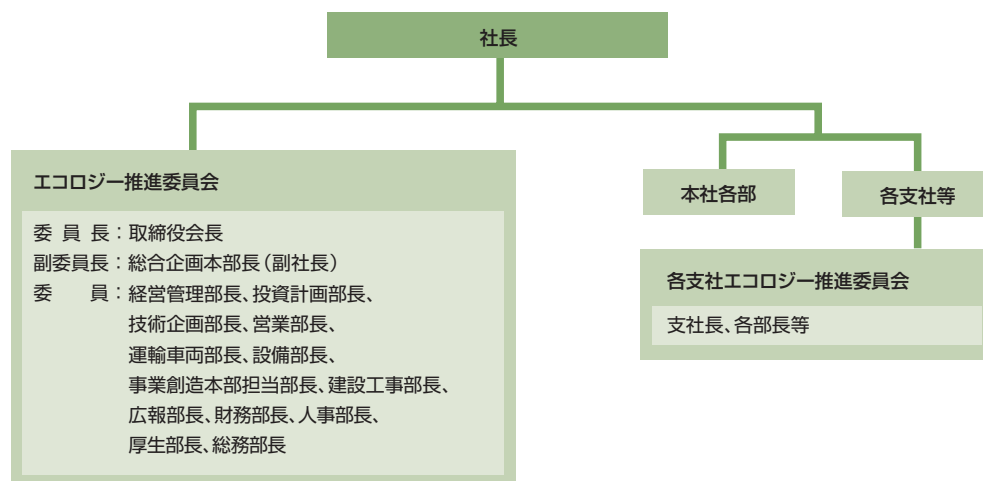 社長
エコロジー推進委員会
委 員 長：取締役会長
副委員長：総合企画本部長（副社長）
委　　員：経営管理部長、投資計画部長、
技術企画部長、営業部長、
運輸車両部長、設備部長、
事業創造本部担当部長、建設工事部長、
広報部長、財務部長、人事部長、
厚生部長、総務部長
本社各部
各支社等
各支社エコロジー推進委員会
支社長、各部長等